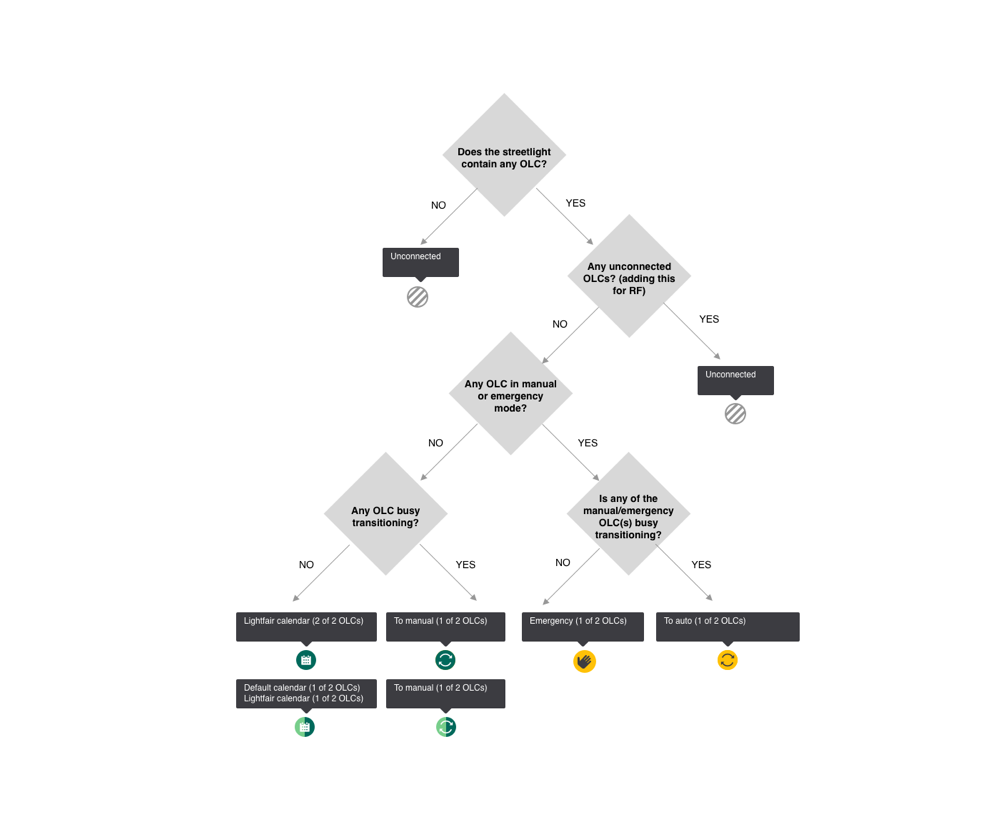 Does the streetlight
contain any OLC?
NO
YES
Unconnected
Any unconnected
OLCs? (adding this
for RF)
NO
YES
Unconnected
Any OLC in manual
or emergency
mode?
NO
YES
Any OLC busy
transitioning?
Is any of the
manual/emergency
OLC(s) busy
transitioning?
NO
YES
NO
YES
Lightfair calendar (2 of 2 OLCs)
To manual (1 of 2 OLCs)
Emergency (1 of 2 OLCs)
To auto (1 of 2 OLCs)
Default calendar (1 of 2 OLCs)
Lightfair calendar (1 of 2 OLCs)
To manual (1 of 2 OLCs)